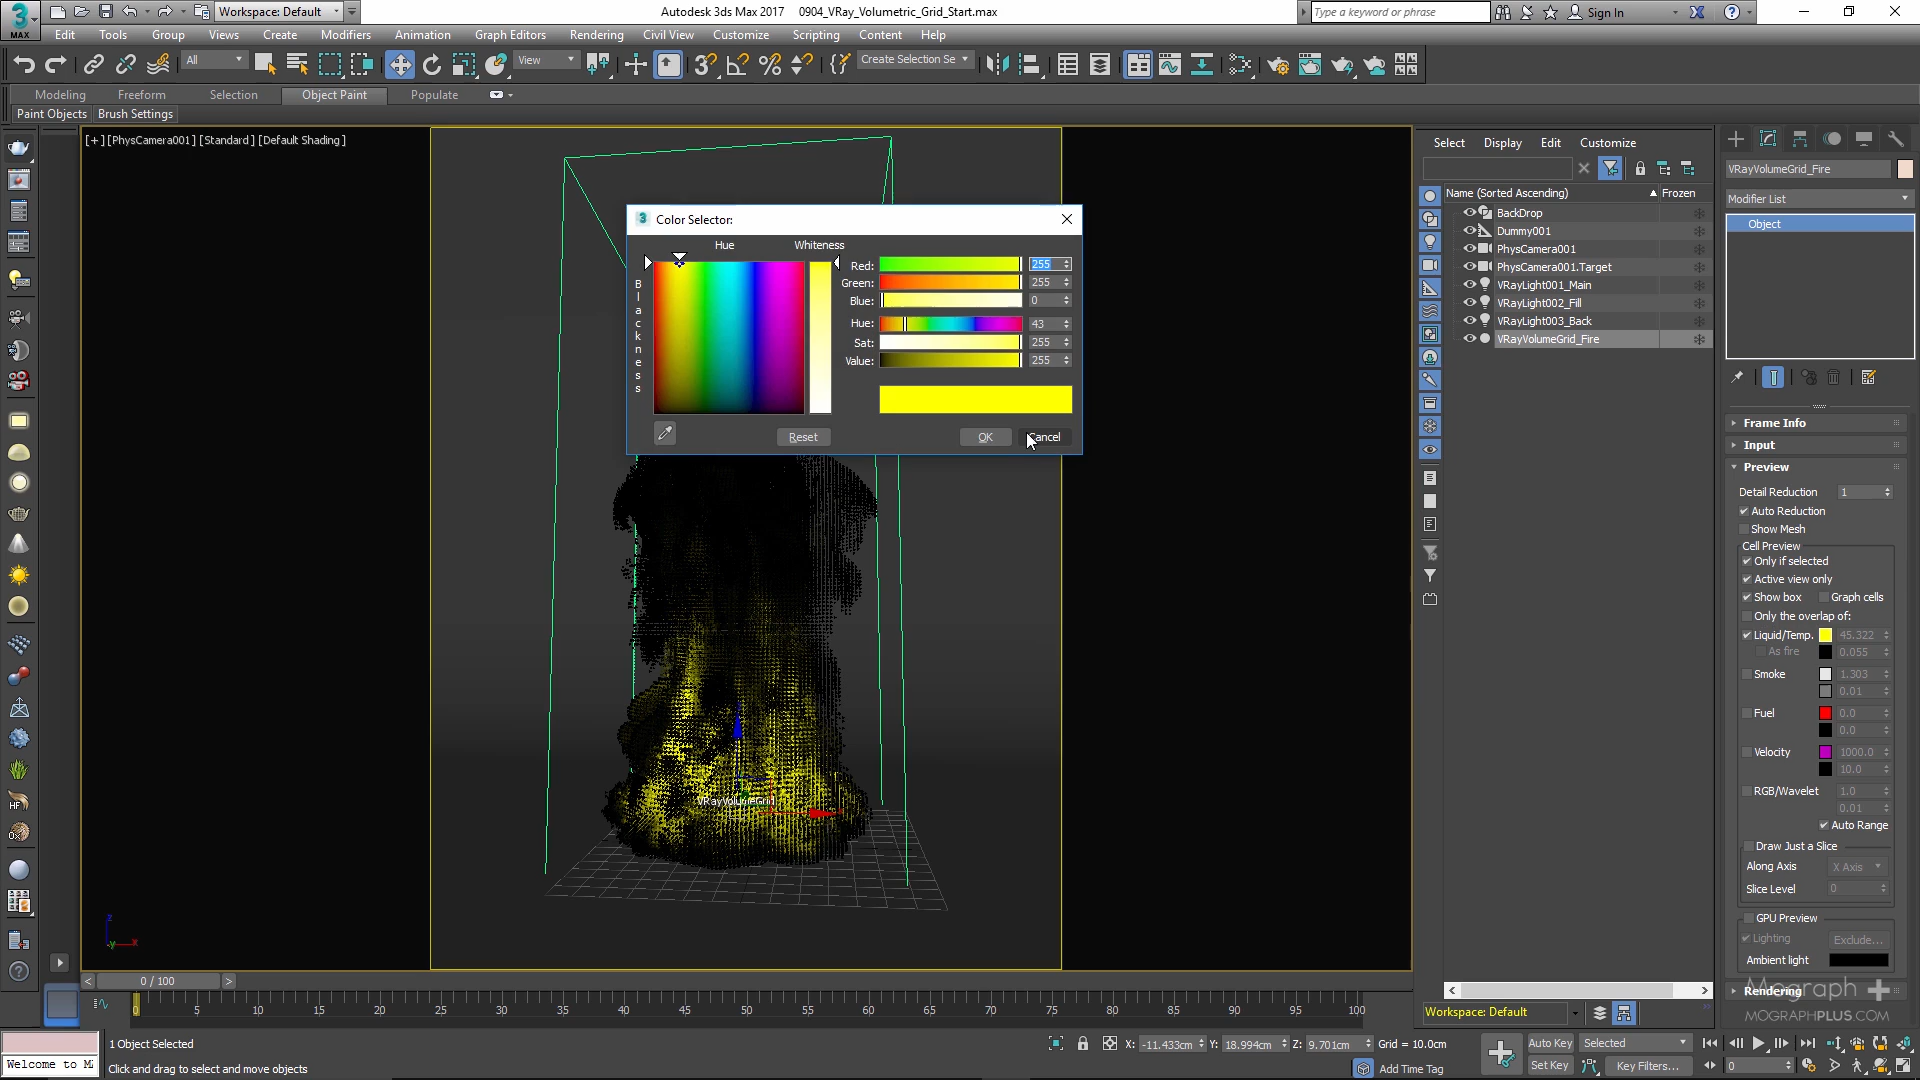 Workspace: Default
Autodesk 3ds Max 2017 0904_VRay_Volumetric_Grid_Start.max
Type a keyword or phrase
Sign In
MAX
Edit Tools Group Views Create Modifiers Animation Graph Editors Rendering Civil View Customize Scripting Content Help
All
View
Create Selection Se
Modeling Freeform Selection Object Paint Populate
Paint Objects Brush Settings
[+] [PhysCamera001] [Standard] [Default Shading]
Color Selector:
Hue Whiteness
Blackness
Red: 255
Green: 255
Blue: 0
Hue: 43
Sat: 255
Value: 255
Reset OK Cancel
VRayVolumeGrid
Select Display Edit Customize
Name (Sorted Ascending) Frozen
BackDrop
Dummy001
PhysCamera001
PhysCamera001.Target
VRayLight001_Main
VRayLight002_Fill
VRayLight003_Back
VRayVolumeGrid_Fire
VRayVolumeGrid_Fire
Modifier List
Object
Frame Info
Input
Preview
Detail Reduction 1
Auto Reduction
Show Mesh
Cell Preview
Only if selected
Active view only
Show box Graph cells
Only the overlap of:
Liquid/Temp. 45.322
As fire 0.055
Smoke 1.303
0.01
Fuel 0.0
0.0
Velocity 1000.0
10.0
RGB/Wavelet 1.0
0.01
Auto Range
Draw Just a Slice
Along Axis X Axis
Slice Level 0
GPU Preview
Lighting Exclude...
Ambient light
Rendering
Mograph +
MOGRAPHPLUS.COM
0 / 100
0 5 10 15 20 25 30 35 40 45 50 55 60 65 70 75 80 85 90 95 100
Workspace: Default
1 Object Selected
Welcome to M
Click and drag to select and move objects
X: -11.433cm Y: 18.994cm Z: 9.701cm Grid = 10.0cm
Add Time Tag
Auto Key Selected
Set Key Key Filters...
0